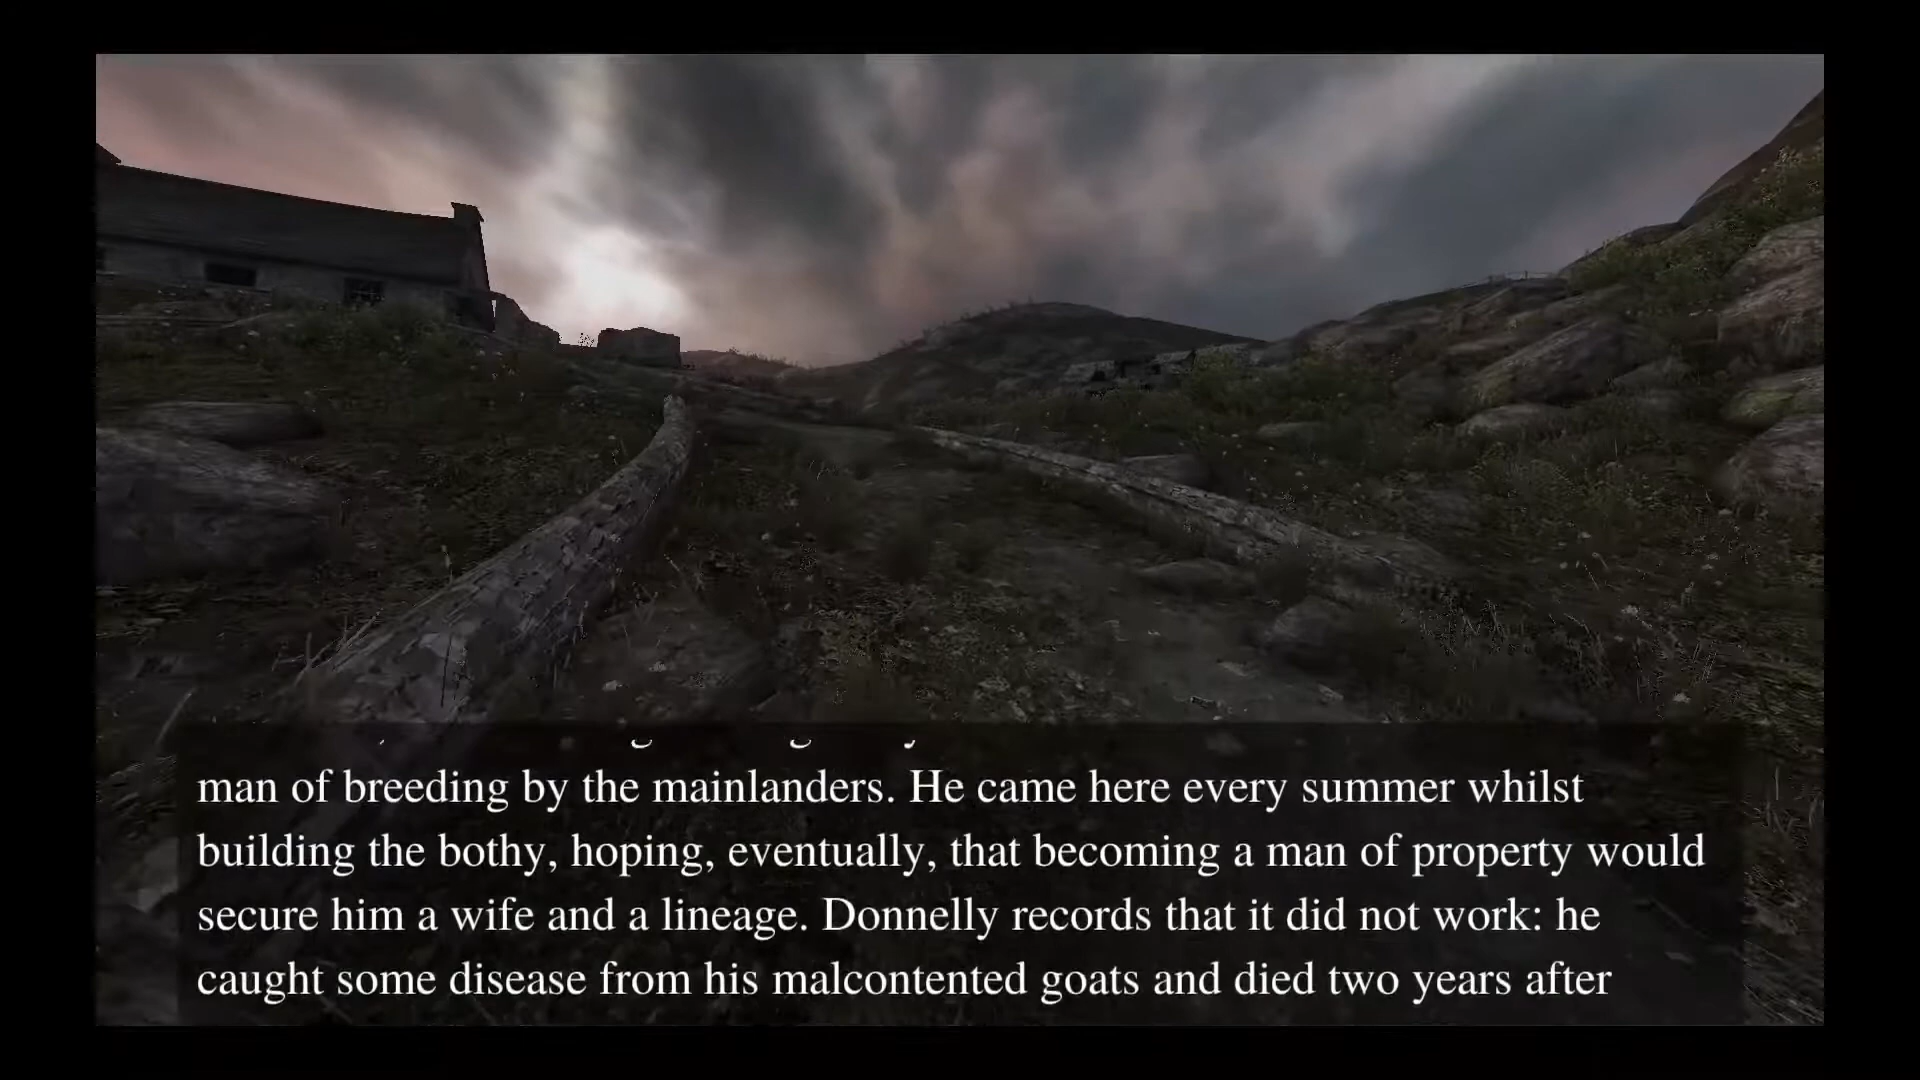 man of breeding by the mainlanders. He came here every summer whilst
building the bothy, hoping, eventually, that becoming a man of property would
secure him a wife and a lineage. Donnelly records that it did not work: he
caught some disease from his malcontented goats and died two years after